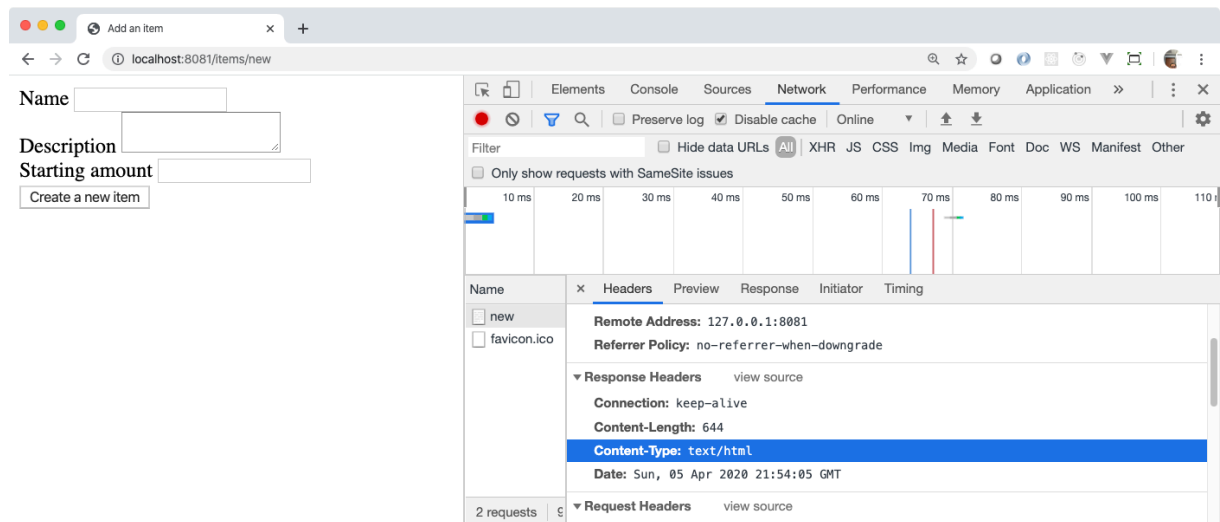 Add an item
localhost:8081/items/new
Name
Description
Starting amount
Create a new item
Elements Console Sources Network Performance Memory Application
Preserve log Disable cache Online
Filter Hide data URLs All XHR JS CSS Img Media Font Doc WS Manifest Other
Only show requests with SameSite issues
10 ms 20 ms 30 ms 40 ms 50 ms 60 ms 70 ms 80 ms 90 ms 100 ms 110
Name
new
favicon.ico
2 requests
Headers Preview Response Initiator Timing
Remote Address: 127.0.0.1:8081
Referrer Policy: no-referrer-when-downgrade
Response Headers view source
Connection: keep-alive
Content-Length: 644
Content-Type: text/html
Date: Sun, 05 Apr 2020 21:54:05 GMT
Request Headers view source